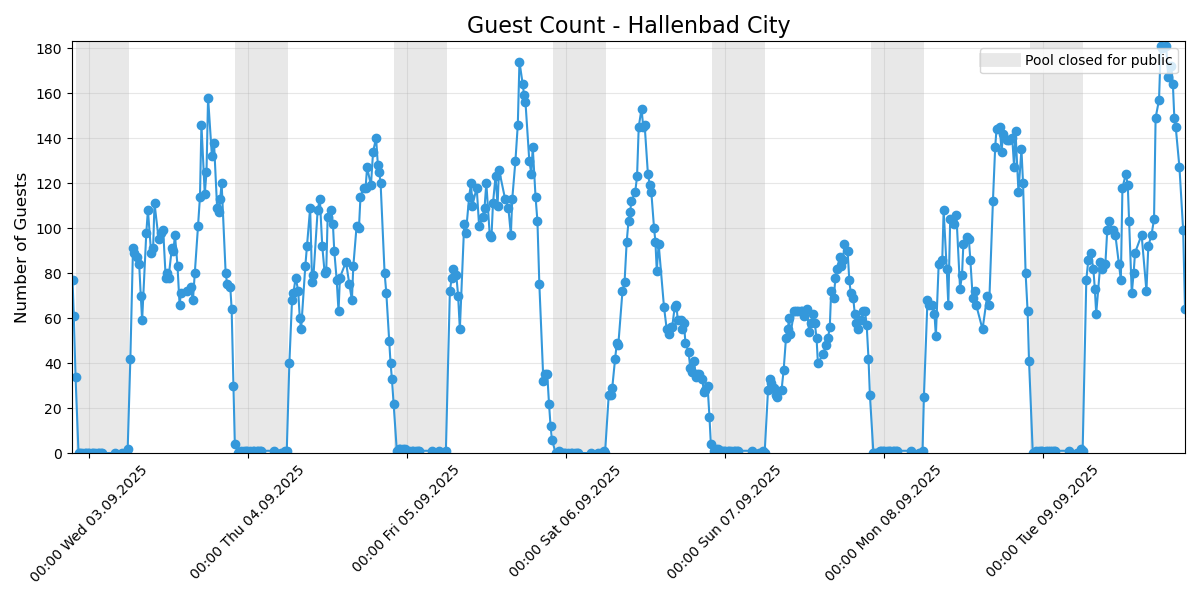 Guest Count - Hallenbad City
Pool closed for public
Number of Guests
180
160
140
120
100
80
60
40
20
0
00:00 Wed 03.09.2025
00:00 Thu 04.09.2025
00:00 Fri 05.09.2025
00:00 Sat 06.09.2025
00:00 Sun 07.09.2025
00:00 Mon 08.09.2025
00:00 Tue 09.09.2025